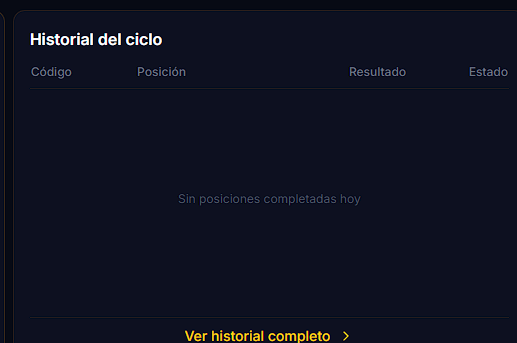 Historial del ciclo
Código Posición Resultado Estado
Sin posiciones completadas hoy
Ver historial completo >